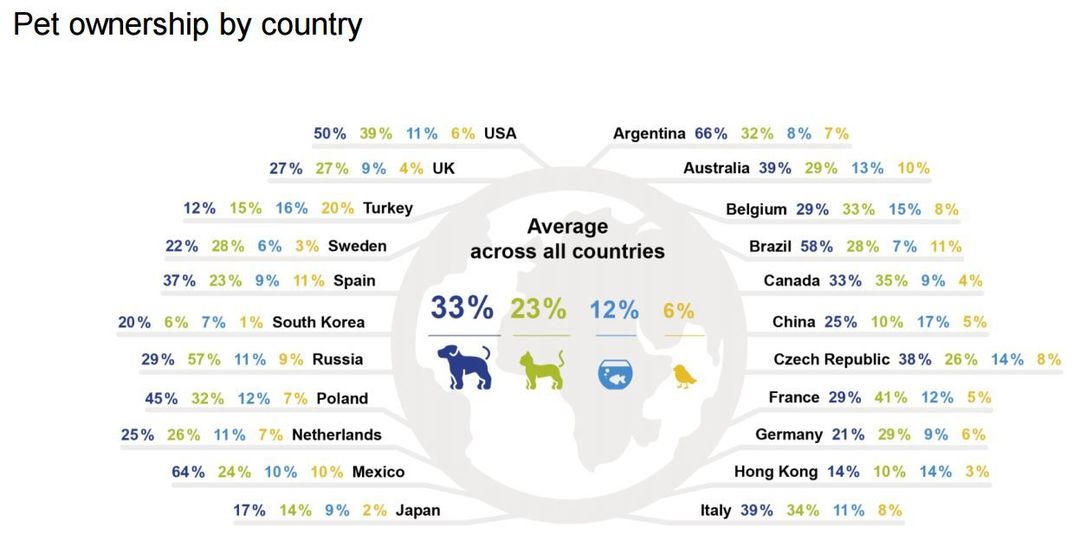 Pet ownership by country
50% 39% 11% 6% USA
27% 27% 9% 4% UK
12% 15% 16% 20% Turkey
22% 28% 6% 3% Sweden
37% 23% 9% 11% Spain
20% 6% 7% 1% South Korea
29% 57% 11% 9% Russia
45% 32% 12% 7% Poland
25% 26% 11% 7% Netherlands
64% 24% 10% 10% Mexico
17% 14% 9% 2% Japan
Average
across all countries
33% 23% 12% 6%
Argentina 66% 32% 8% 7%
Australia 39% 29% 13% 10%
Belgium 29% 33% 15% 8%
Brazil 58% 28% 7% 11%
Canada 33% 35% 9% 4%
China 25% 10% 17% 5%
Czech Republic 38% 26% 14% 8%
France 29% 41% 12% 5%
Germany 21% 29% 9% 6%
Hong Kong 14% 10% 14% 3%
Italy 39% 34% 11% 8%